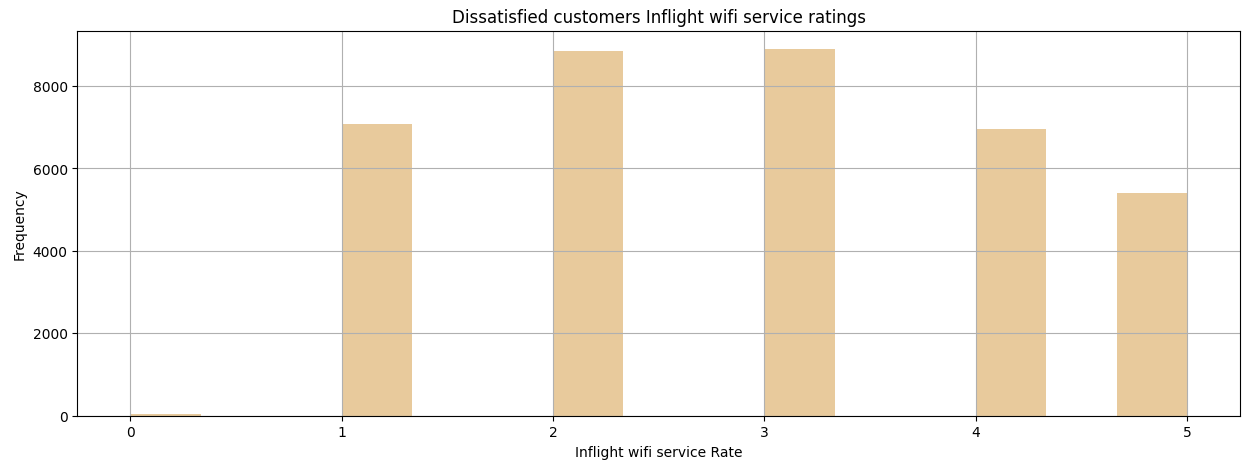 Dissatisfied customers Inflight wifi service ratings
Frequency
8000
6000
4000
2000
0
0 1 2 3 4 5
Inflight wifi service Rate